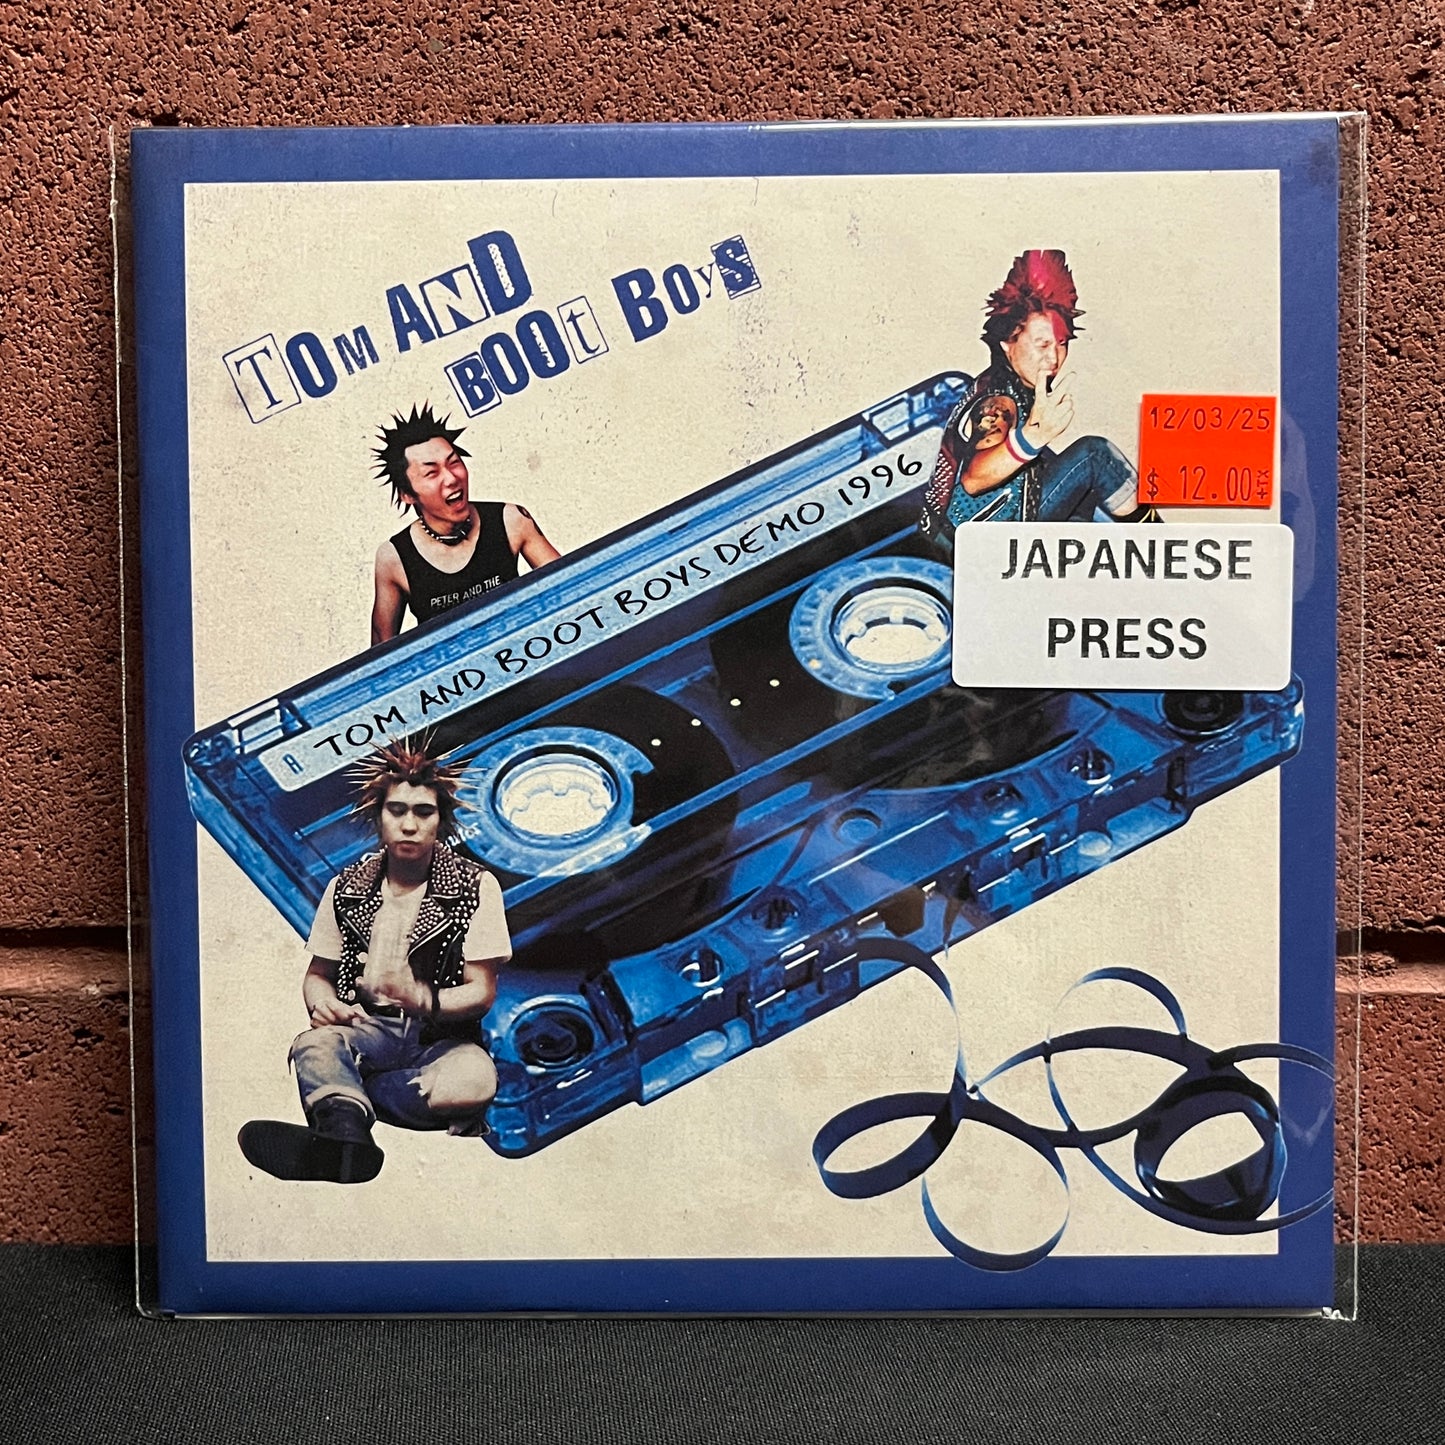 TOM AND
BOOt BOyS
12/03/25
$ 12.00 +TX
JAPANESE
PRESS
PETER AND THE
A TOM AND BOOT BOYS DEMO 1996